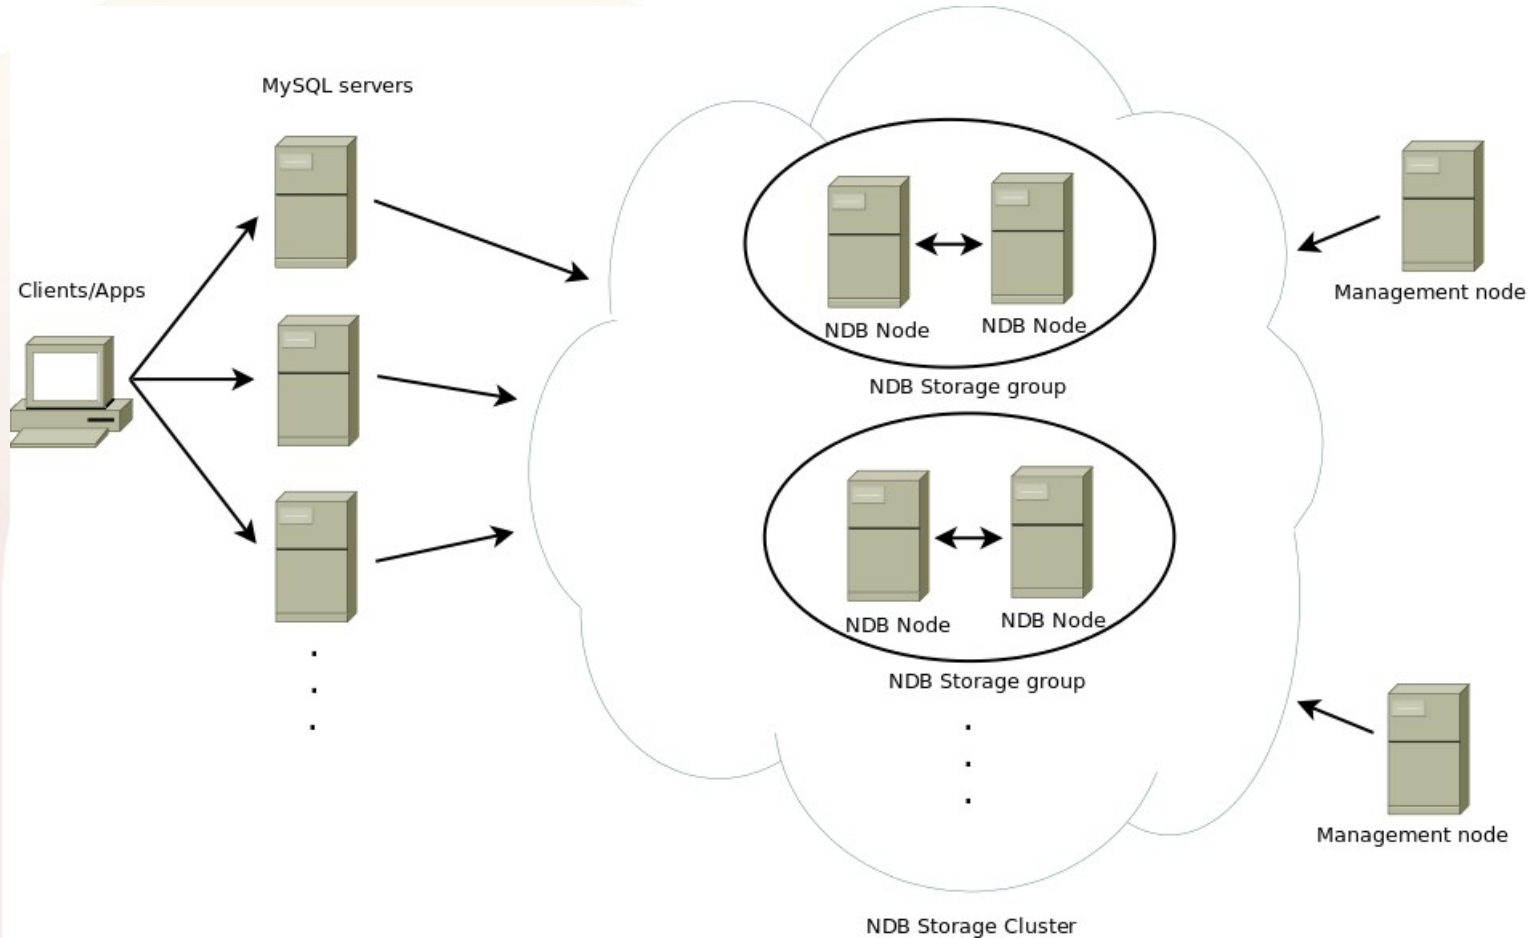 MySQL servers
Clients/Apps
NDB Node
NDB Node
NDB Storage group
NDB Node
NDB Node
NDB Storage group
NDB Storage Cluster
Management node
Management node